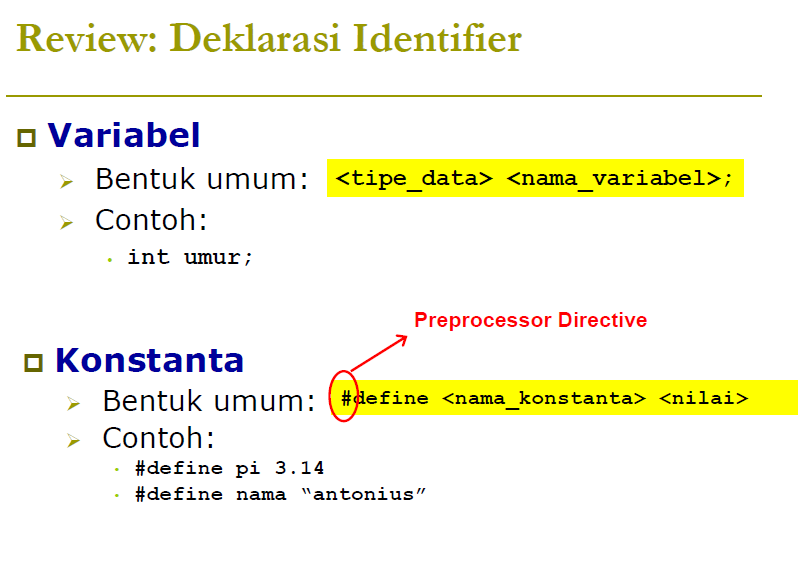 Review: Deklarasi Identifier
Variabel
Bentuk umum: <tipe_data> <nama_variabel>;
Contoh:
int umur;
Preprocessor Directive
Konstanta
Bentuk umum: #define <nama_konstanta> <nilai>
Contoh:
#define pi 3.14
#define nama “antonius”